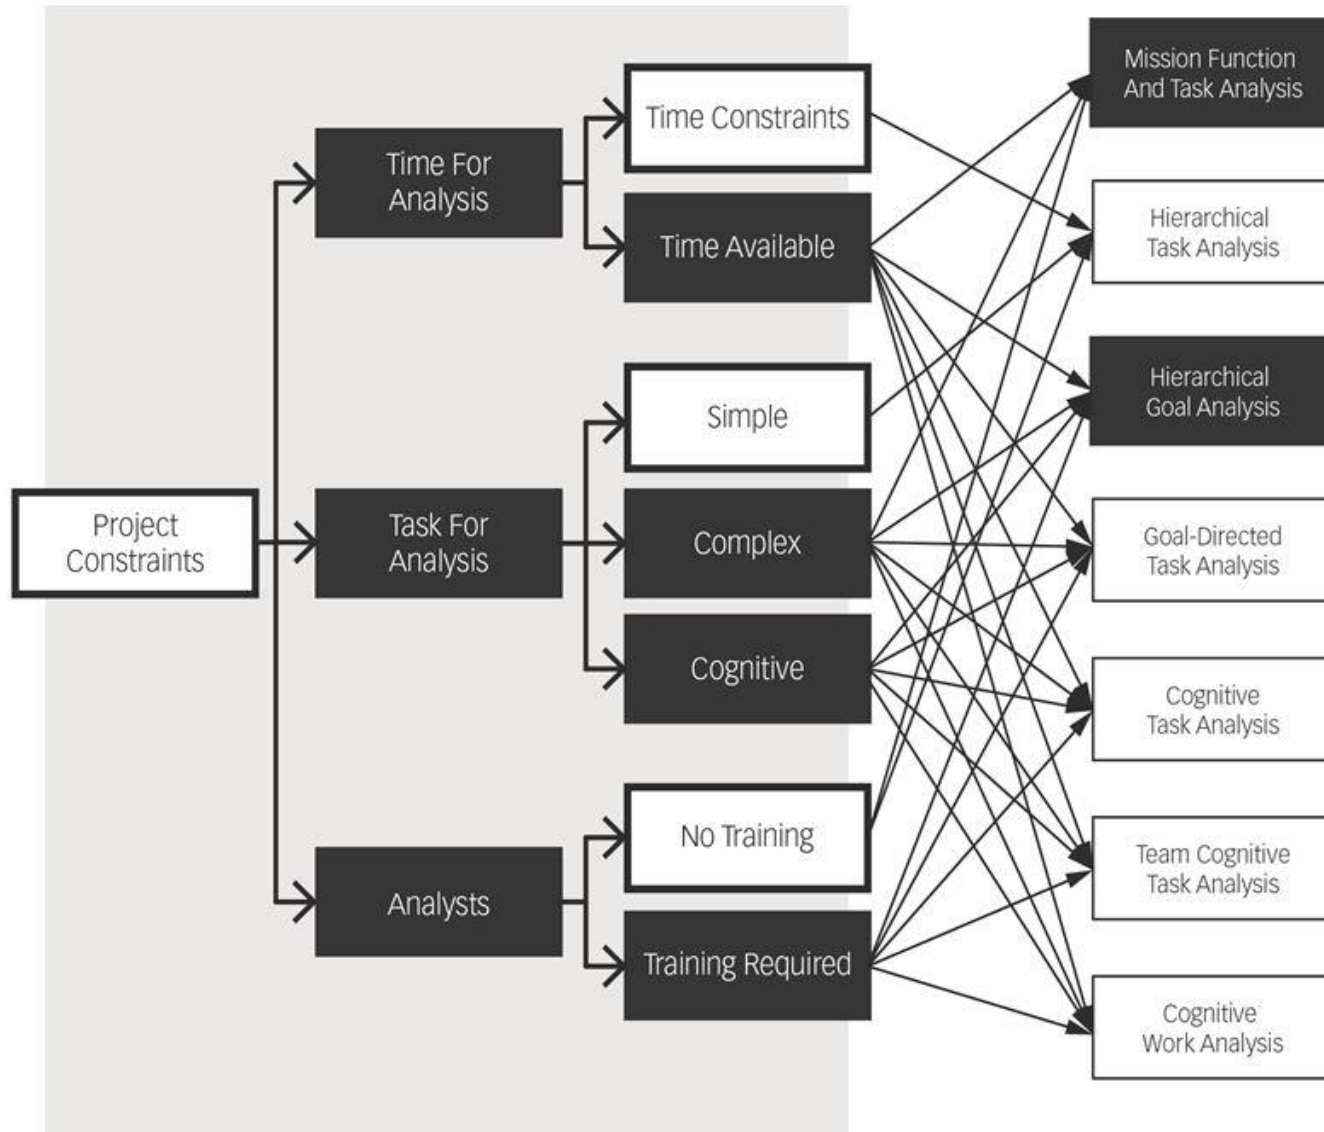 Project
Constraints
Time For
Analysis
Task For
Analysis
Analysts
Time Constraints
Time Available
Simple
Complex
Cognitive
No Training
Training Required
Mission Function
And Task Analysis
Hierarchical
Task Analysis
Hierarchical
Goal Analysis
Goal-Directed
Task Analysis
Cognitive
Task Analysis
Team Cognitive
Task Analysis
Cognitive
Work Analysis